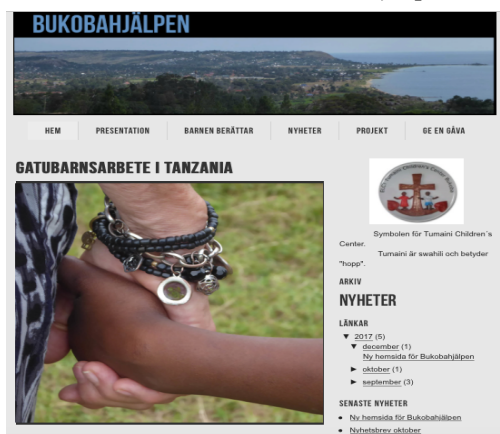 BUKOBAHJÄLPEN
HEM PRESENTATION BARNEN BERÄTTAR NYHETER PROJEKT GE EN GÅVA
GATUBARNSARBETE I TANZANIA
Symbolen för Tumaini Children´s
Center.
Tumaini är swahili och betyder
"hopp".
ARKIV
NYHETER
LÄNKAR
▼ 2017 (5)
▼ december (1)
Ny hemsida för Bukobahjälpen
► oktober (1)
► september (3)
SENASTE NYHETER
Ny hemsida för Bukobahjälpen
Nyhetsbrev oktober